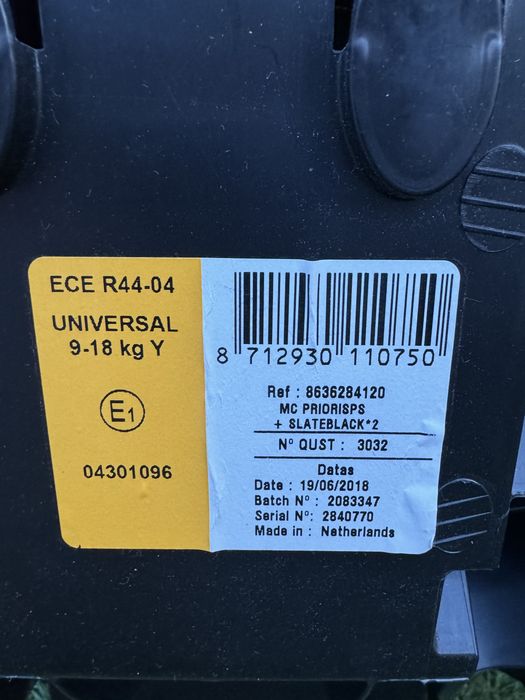 ECE R44-04
UNIVERSAL
9-18 kg Y
E1
04301096
8 712930 110750
Ref : 8636284120
MC PRIORISPS
+ SLATEBLACK*2
N° QUST : 3032
Datas
Date : 19/06/2018
Batch N° : 2083347
Serial N°: 2840770
Made in : Netherlands